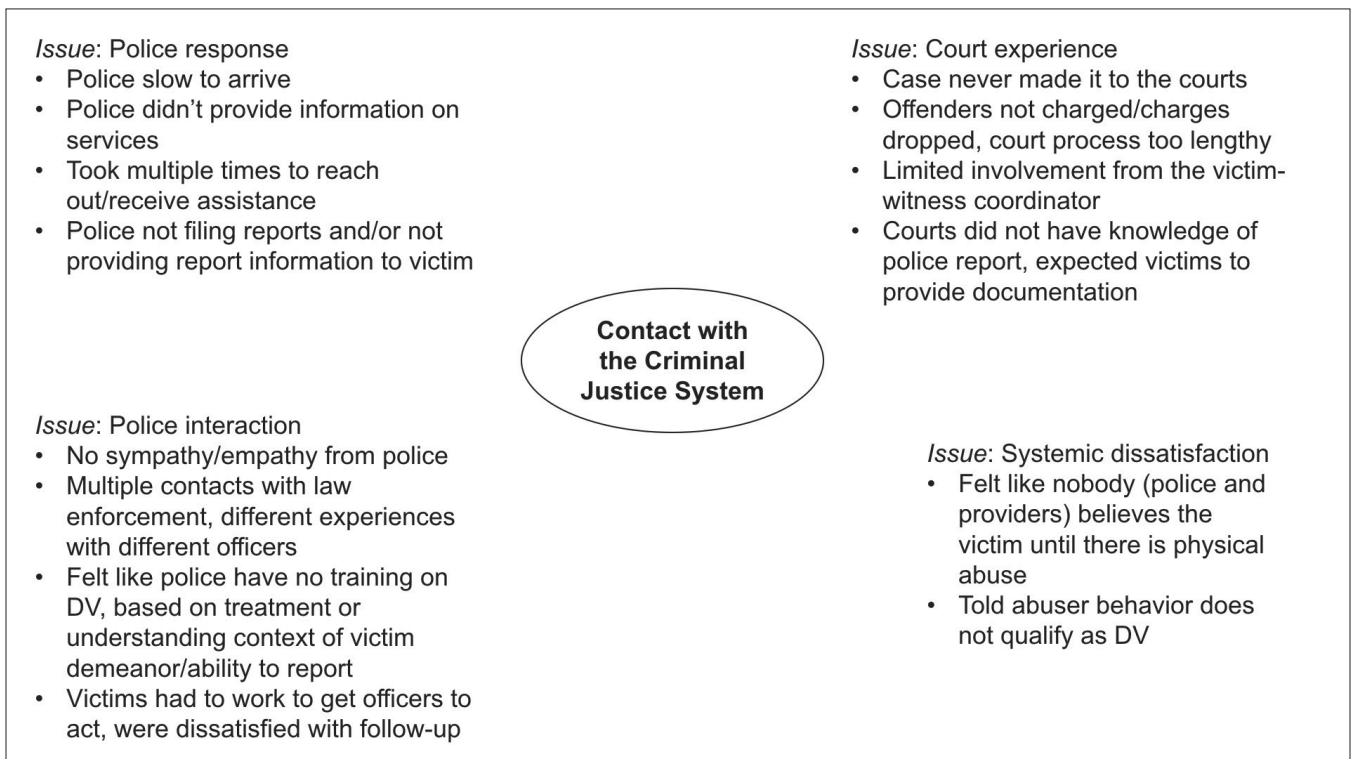 Issue: Police response
• Police slow to arrive
• Police didn't provide information on
services
• Took multiple times to reach
out/receive assistance
• Police not filing reports and/or not
providing report information to victim
Issue: Court experience
• Case never made it to the courts
• Offenders not charged/charges
dropped, court process too lengthy
• Limited involvement from the victim-
witness coordinator
• Courts did not have knowledge of
police report, expected victims to
provide documentation
Contact with
the Criminal
Justice System
Issue: Police interaction
• No sympathy/empathy from police
• Multiple contacts with law
enforcement, different experiences
with different officers
• Felt like police have no training on
DV, based on treatment or
understanding context of victim
demeanor/ability to report
• Victims had to work to get officers to
act, were dissatisfied with follow-up
Issue: Systemic dissatisfaction
• Felt like nobody (police and
providers) believes the
victim until there is physical
abuse
• Told abuser behavior does
not qualify as DV